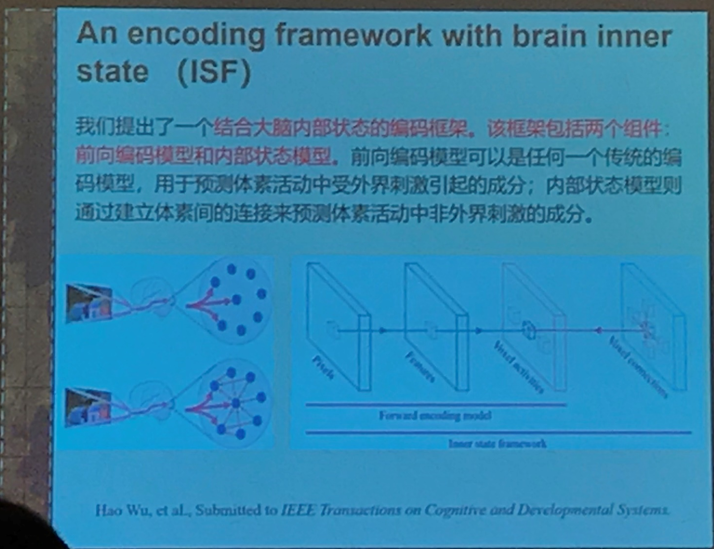 An encoding framework with brain inner
state （ISF）
我们提出了一个结合大脑内部状态的编码框架。该框架包括两个组件：
前向编码模型和内部状态模型。前向编码模型可以是任何一个传统的编
码模型，用于预测体素活动中受外界刺激引起的成分；内部状态模型则
通过建立体素间的连接来预测体素活动中非外界刺激的成分。
Pixels
Features
Voxel activities
Voxel connections
Forward encoding model
Inner state framework
Hao Wu, et al., Submitted to IEEE Transactions on Cognitive and Developmental Systems.